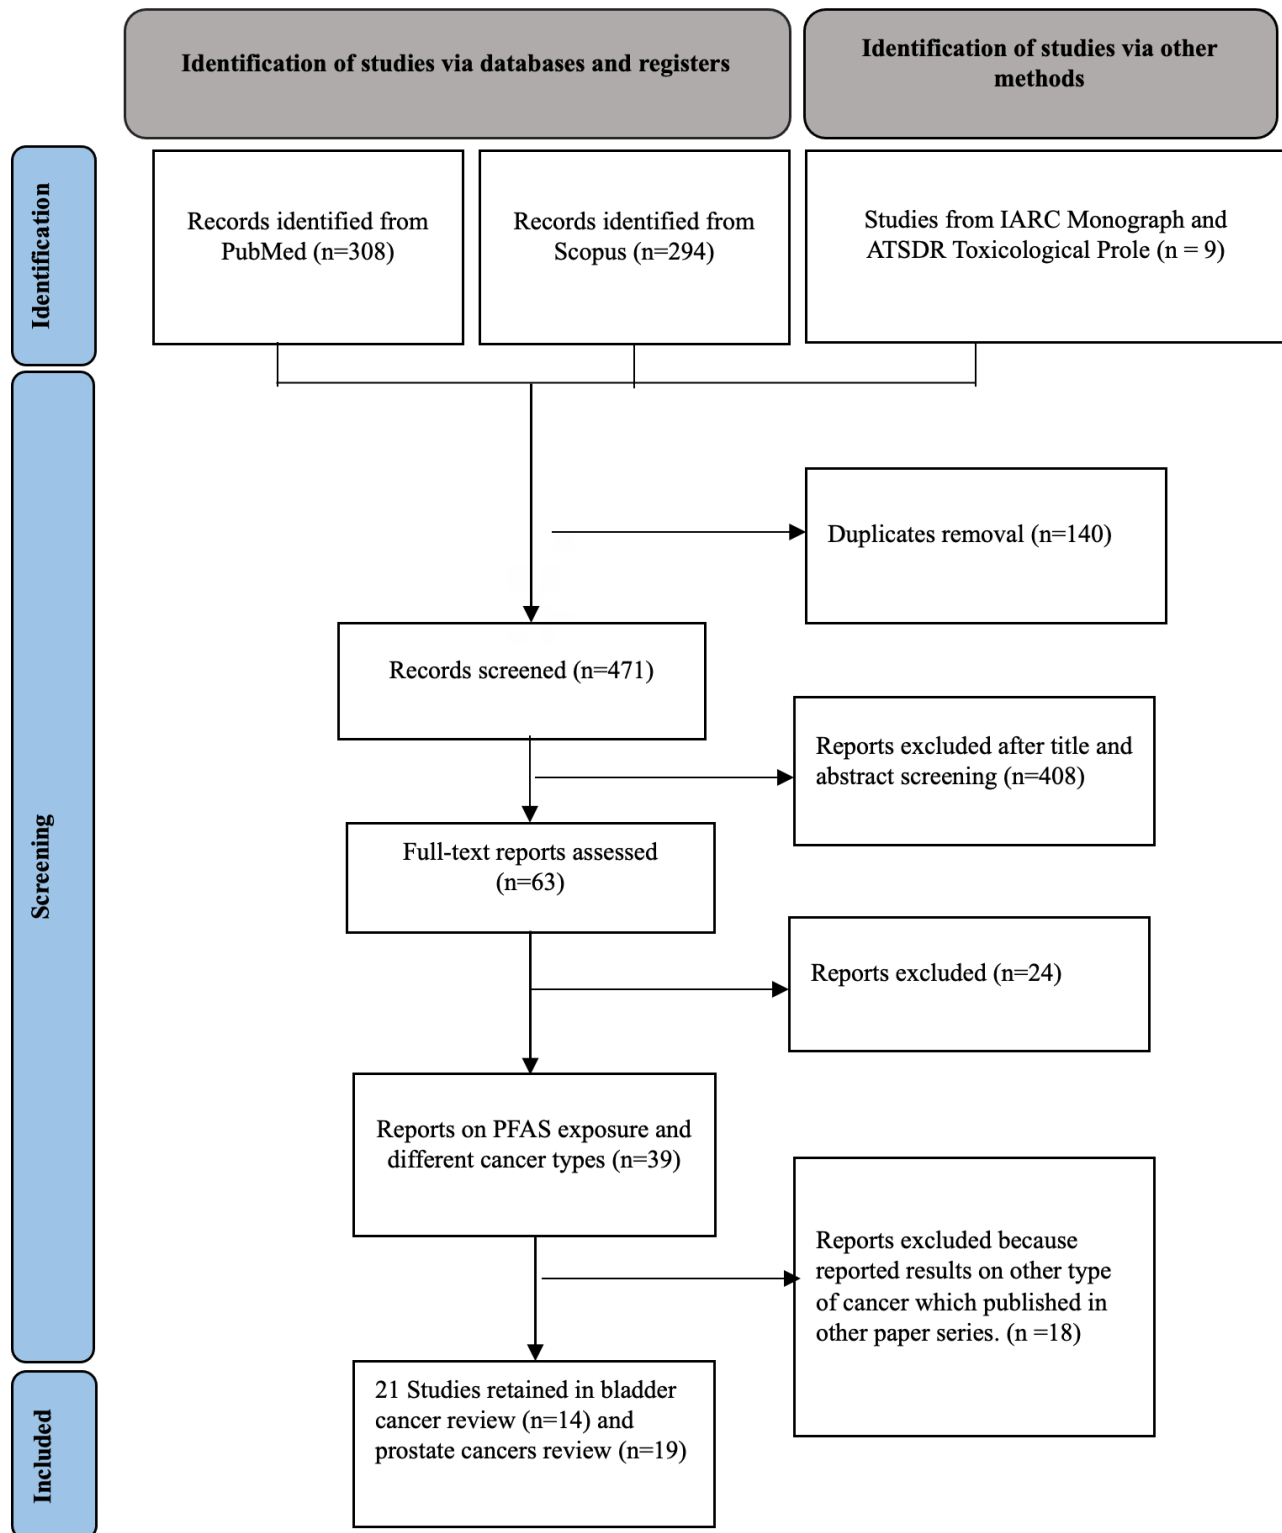 Identification of studies via databases and registers
Identification of studies via other
methods
Identification
Records identified from
PubMed (n=308)
Records identified from
Scopus (n=294)
Studies from IARC Monograph and
ATSDR Toxicological Prole (n = 9)
Screening
Duplicates removal (n=140)
Records screened (n=471)
Reports excluded after title and
abstract screening (n=408)
Full-text reports assessed
(n=63)
Reports excluded (n=24)
Reports on PFAS exposure and
different cancer types (n=39)
Reports excluded because
reported results on other type
of cancer which published in
other paper series. (n =18)
Included
21 Studies retained in bladder
cancer review (n=14) and
prostate cancers review (n=19)